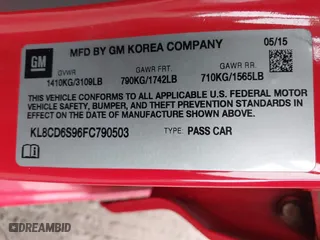 GM
MFD BY GM KOREA COMPANY
05/15
GVWR
GAWR FRT.
GAWR RR.
1410KG/3109LB
790KG/1742LB
710KG/1565LB
THIS VEHICLE CONFORMS TO ALL APPLICABLE U.S. FEDERAL MOTOR
VEHICLE SAFETY, BUMPER, AND THEFT PREVENTION STANDARDS IN
EFFECT ON THE DATE OF MANUFACTURE SHOWN ABOVE.
KL8CD6S96FC790503
TYPE: PASS CAR
DREAMBID